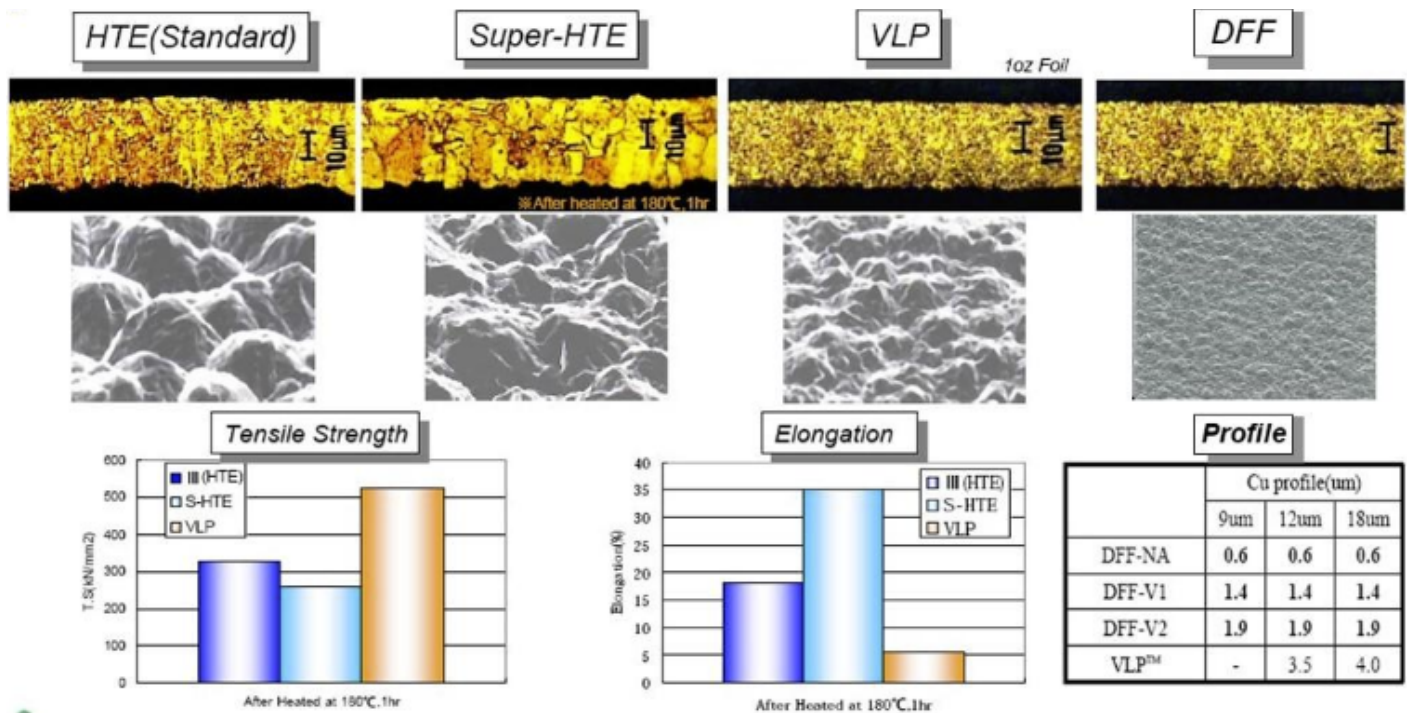 HTE(Standard)
Super-HTE
VLP
DFF
1oz Foil
10μm
10μm
10μm
10μm
※After heated at 180℃,1hr
Tensile Strength
600
500
400
300
200
100
0
T.S(kN/mm2)
Ⅲ(HTE)
S-HTE
VLP
After Heated at 180℃,1hr
Elongation
40
35
30
25
20
15
10
5
0
Elongation(%)
Ⅲ(HTE)
S-HTE
VLP
After Heated at 180℃,1hr
Profile
Cu profile(um)
9um 12um 18um
DFF-NA 0.6 0.6 0.6
DFF-V1 1.4 1.4 1.4
DFF-V2 1.9 1.9 1.9
VLP™ - 3.5 4.0